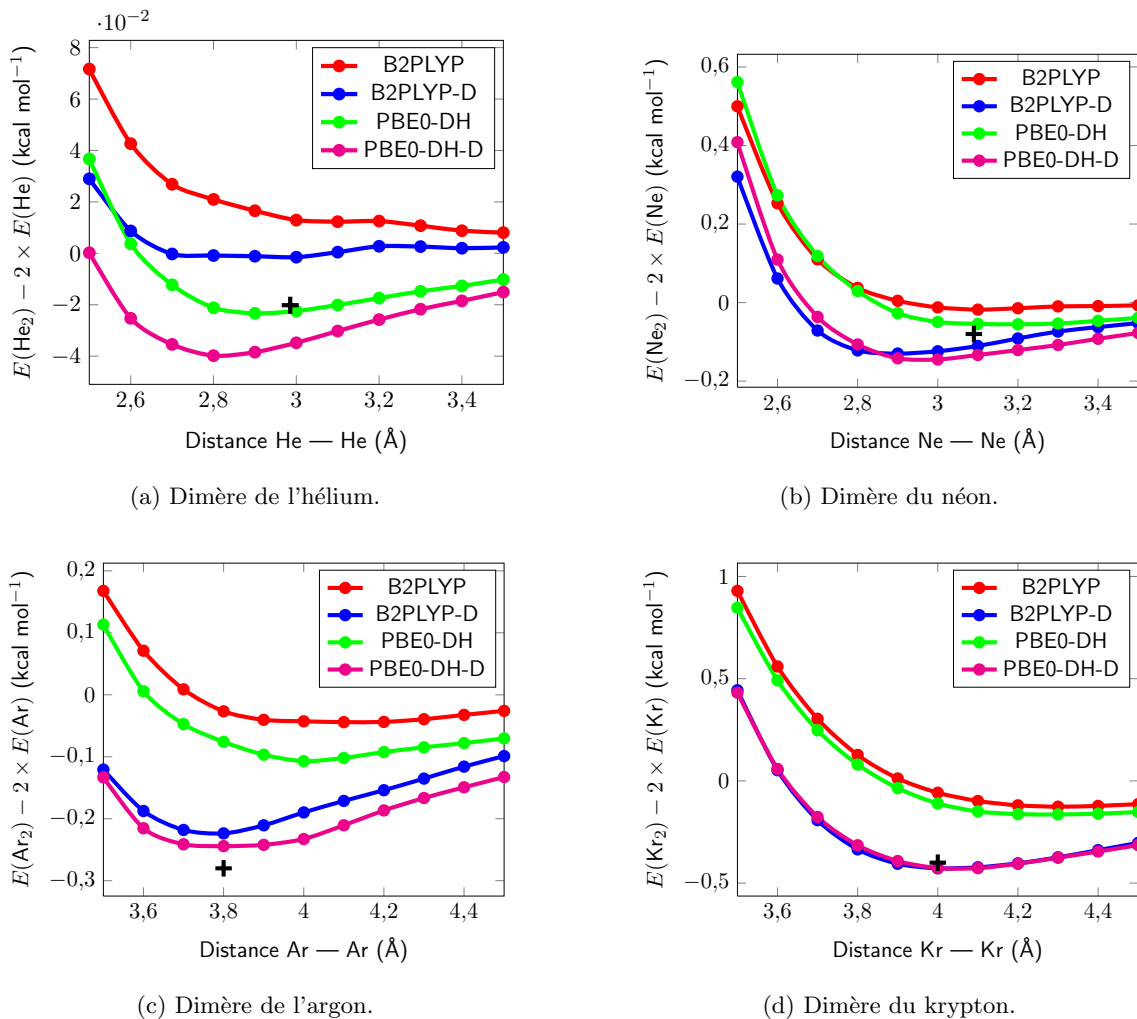 ·10−2
E(He2) − 2 × E(He) (kcal mol−1)
8
6
4
2
0
−2
−4
2,6 2,8 3 3,2 3,4
Distance He — He (Å)
B2PLYP
B2PLYP-D
PBE0-DH
PBE0-DH-D
(a) Dimère de l'hélium.
E(Ne2) − 2 × E(Ne) (kcal mol−1)
0,6
0,4
0,2
0
−0,2
2,6 2,8 3 3,2 3,4
Distance Ne — Ne (Å)
B2PLYP
B2PLYP-D
PBE0-DH
PBE0-DH-D
(b) Dimère du néon.
E(Ar2) − 2 × E(Ar) (kcal mol−1)
0,2
0,1
0
−0,1
−0,2
−0,3
3,6 3,8 4 4,2 4,4
Distance Ar — Ar (Å)
B2PLYP
B2PLYP-D
PBE0-DH
PBE0-DH-D
(c) Dimère de l'argon.
E(Kr2) − 2 × E(Kr) (kcal mol−1)
1
0,5
0
−0,5
3,6 3,8 4 4,2 4,4
Distance Kr — Kr (Å)
B2PLYP
B2PLYP-D
PBE0-DH
PBE0-DH-D
(d) Dimère du krypton.